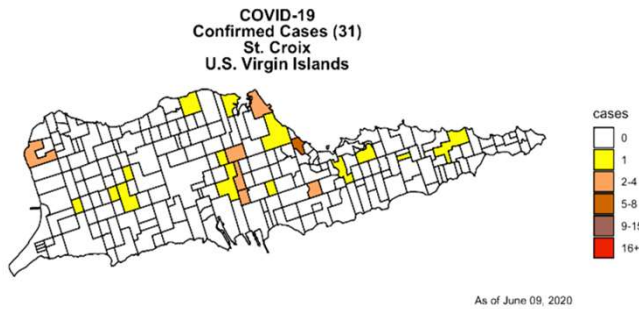 COVID-19
Confirmed Cases (31)
St. Croix
U.S. Virgin Islands
cases
0
1
2-4
5-8
9-15
16+
As of June 09, 2020